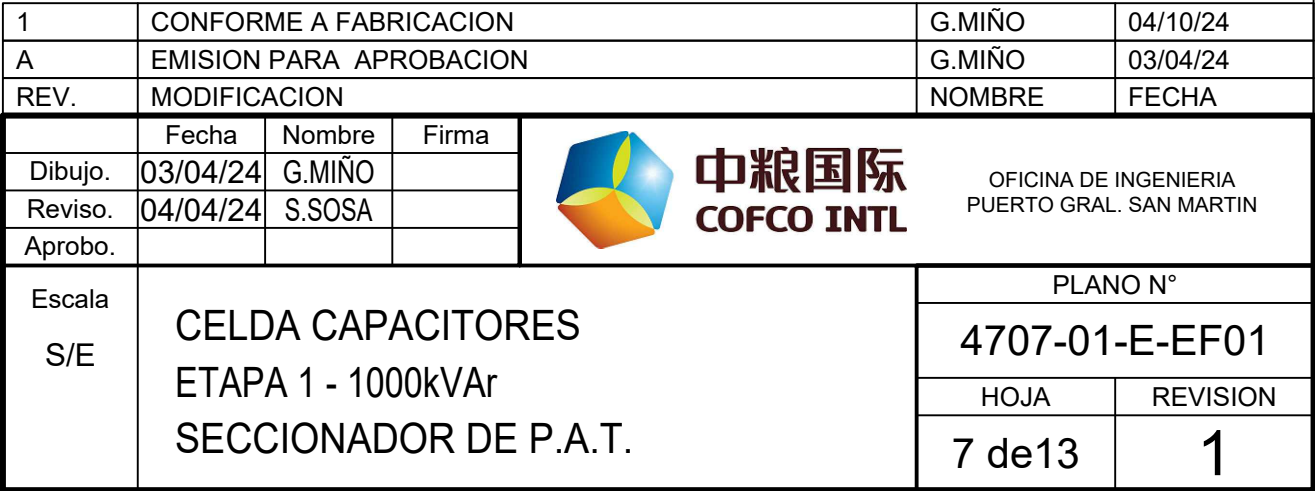 1 CONFORME A FABRICACION G.MIÑO 04/10/24
A EMISION PARA APROBACION G.MIÑO 03/04/24
REV. MODIFICACION NOMBRE FECHA
Fecha Nombre Firma
Dibujo. 03/04/24 G.MIÑO
Reviso. 04/04/24 S.SOSA
Aprobo.
中粮国际
COFCO INTL
OFICINA DE INGENIERIA
PUERTO GRAL. SAN MARTIN
Escala
S/E
CELDA CAPACITORES
ETAPA 1 - 1000kVAr
SECCIONADOR DE P.A.T.
PLANO N°
4707-01-E-EF01
HOJA REVISION
7 de13 1